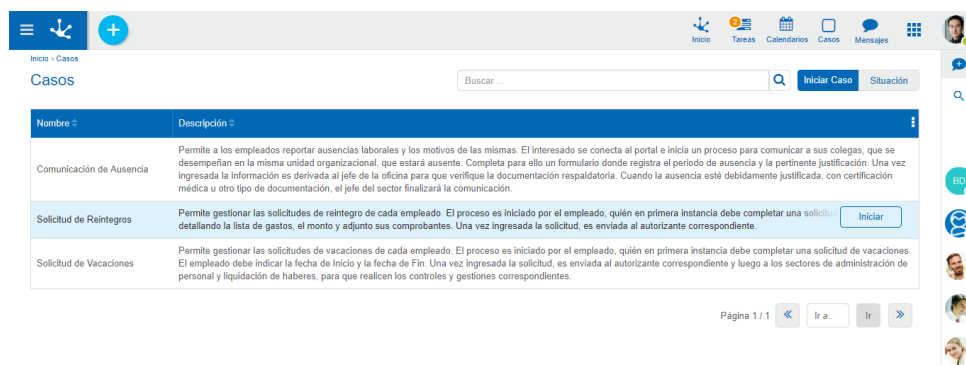 2
Inicio
Tareas
Calendarios
Casos
Mensajes
Inicio > Casos
Casos
Buscar ...
Iniciar Caso
Situación
Nombre
Descripción
Comunicación de Ausencia
Permite a los empleados reportar ausencias laborales y los motivos de las mismas. El interesado se conecta al portal e inicia un proceso para comunicar a sus colegas, que se
desempeñan en la misma unidad organizacional, que estará ausente. Completa para ello un formulario donde registra el periodo de ausencia y la pertinente justificación. Una vez
ingresada la información es derivada al jefe de la oficina para que verifique la documentación respaldatoria. Cuando la ausencia esté debidamente justificada, con certificación
médica u otro tipo de documentación, el jefe del sector finalizará la comunicación.
Solicitud de Reintegros
Permite gestionar las solicitudes de reintegro de cada empleado. El proceso es iniciado por el empleado, quién en primera instancia debe completar una solicitud
detallando la lista de gastos, el monto y adjunto sus comprobantes. Una vez ingresada la solicitud, es enviada al autorizante correspondiente.
Iniciar
Solicitud de Vacaciones
Permite gestionar las solicitudes de vacaciones de cada empleado. El proceso es iniciado por el empleado, quién en primera instancia debe completar una solicitud de vacaciones.
El empleado debe indicar la fecha de Inicio y la fecha de Fin. Una vez ingresada la solicitud, es enviada al autorizante correspondiente y luego a los sectores de administración de
personal y liquidación de haberes, para que realicen los controles y gestiones correspondientes.
Página 1 / 1
Ir a..
Ir
BD